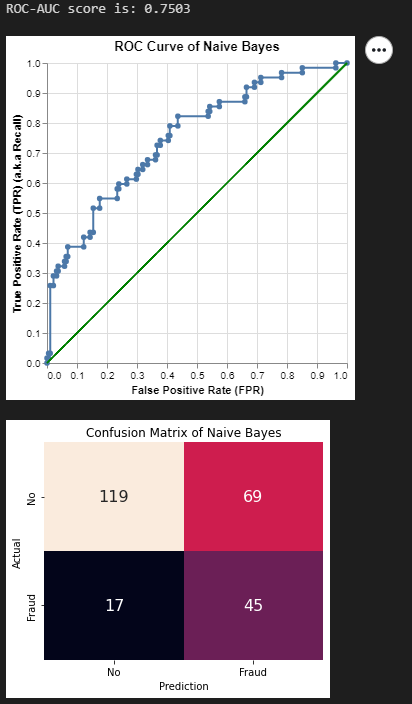 ROC-AUC score is: 0.7503
ROC Curve of Naive Bayes
True Positive Rate (TPR) (a.k.a Recall)
1.0
0.9
0.8
0.7
0.6
0.5
0.4
0.3
0.2
0.1
0.0
0.0 0.1 0.2 0.3 0.4 0.5 0.6 0.7 0.8 0.9 1.0
False Positive Rate (FPR)
Confusion Matrix of Naive Bayes
Actual
No
119 69
Fraud
17 45
No Fraud
Prediction